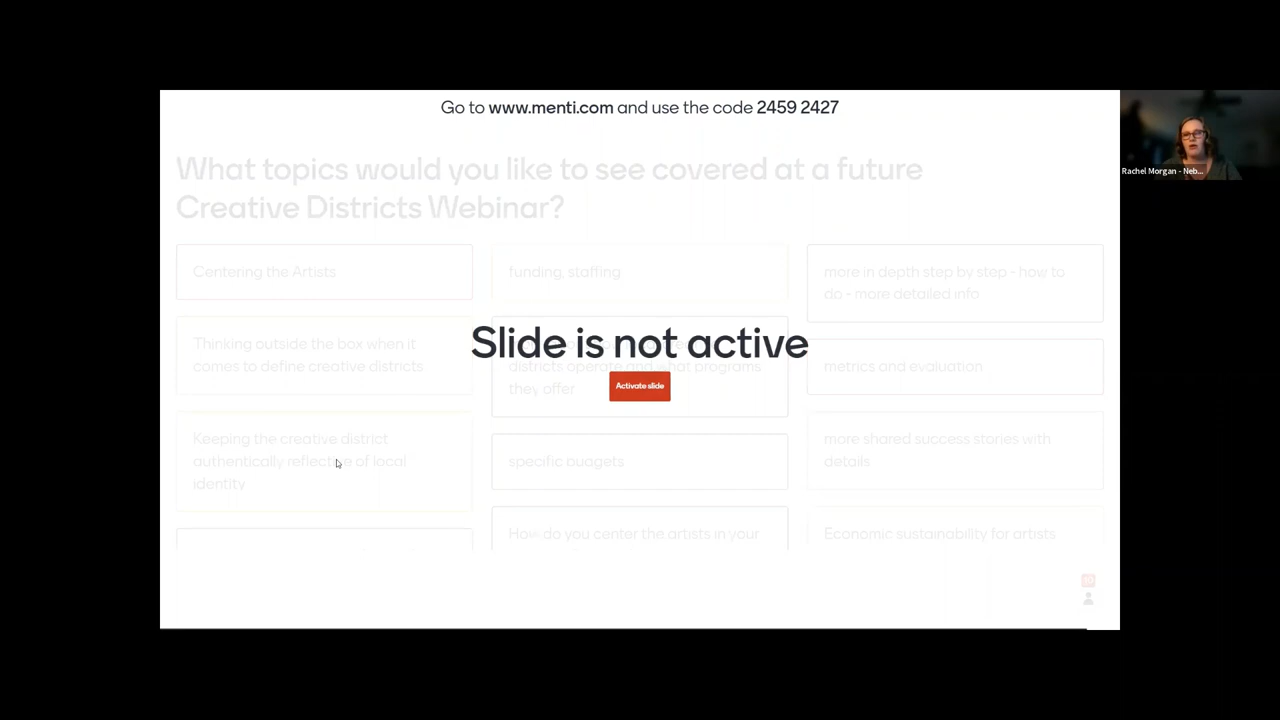 Go to www.menti.com and use the code 2459 2427
What topics would you like to see covered at a future
Creative Districts Webinar?
Centering the Artists
Thinking outside the box when it
comes to define creative districts
Keeping the creative district
authentically reflective of local
identity
funding, staffing
districts operate and what programs
they offer
specific budgets
How do you center the artists in your
more in depth step by step - how to
do - more detailed info
metrics and evaluation
more shared success stories with
details
Economic sustainability for artists
Slide is not active
Activate slide
Rachel Morgan - Neb...